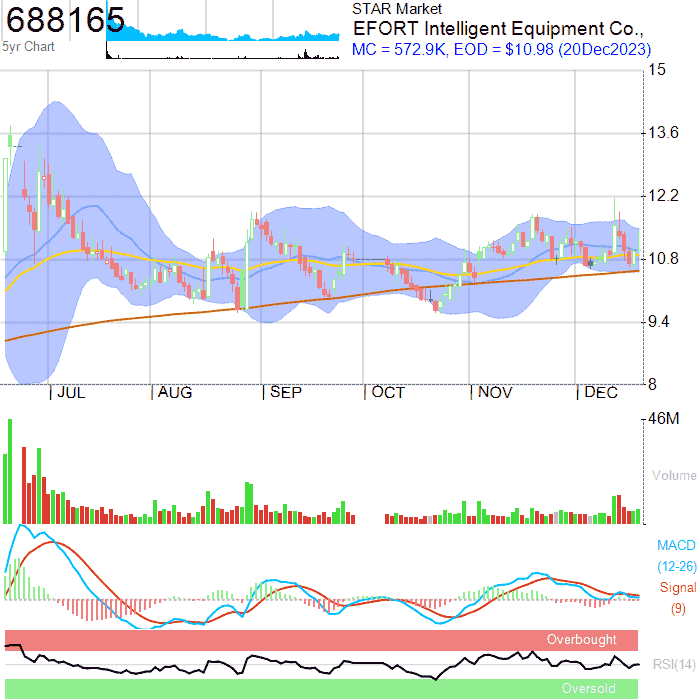 688165
5yr Chart
STAR Market
EFORT Intelligent Equipment Co.,
MC = 572.9K, EOD = $10.98 (20Dec2023)
15
13.6
12.2
10.8
9.4
8
JUL
AUG
SEP
OCT
NOV
DEC
46M
Volume
MACD
(12-26)
Signal
(9)
Overbought
RSI(14)
Oversold